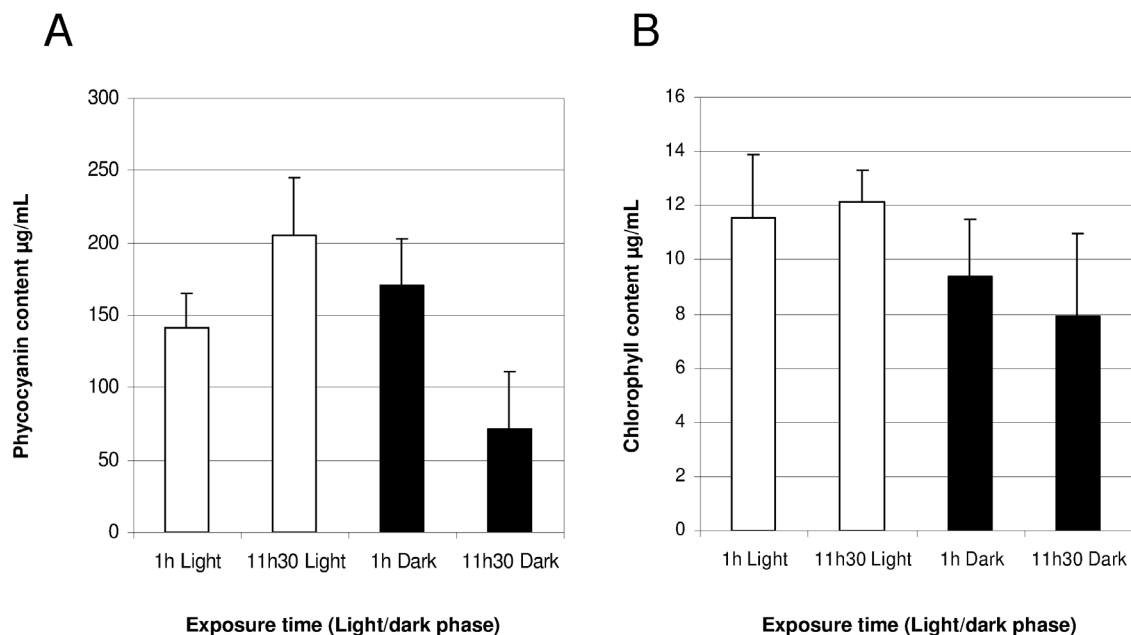 A
Phycocyanin content µg/mL
300
250
200
150
100
50
0
1h Light 11h30 Light 1h Dark 11h30 Dark
Exposure time (Light/dark phase)
B
Chlorophyll content µg/mL
16
14
12
10
8
6
4
2
0
1h Light 11h30 Light 1h Dark 11h30 Dark
Exposure time (Light/dark phase)